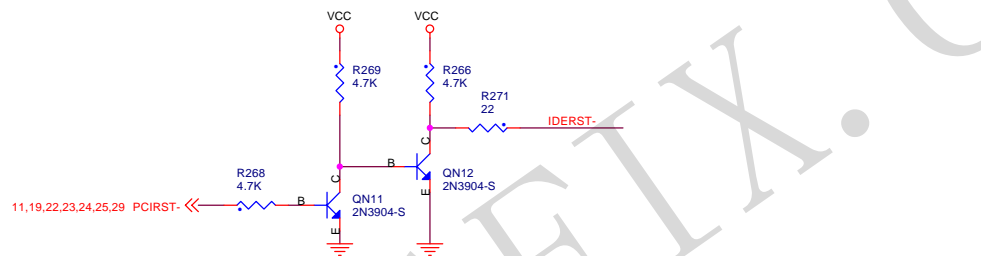 VCC
VCC
R269
4.7K
R266
4.7K
R271
22
IDERST-
C
B
C
QN12
2N3904-S
E
R268
4.7K
11,19,22,23,24,25,29 PCIRST-
B
QN11
2N3904-S
E
FIX.